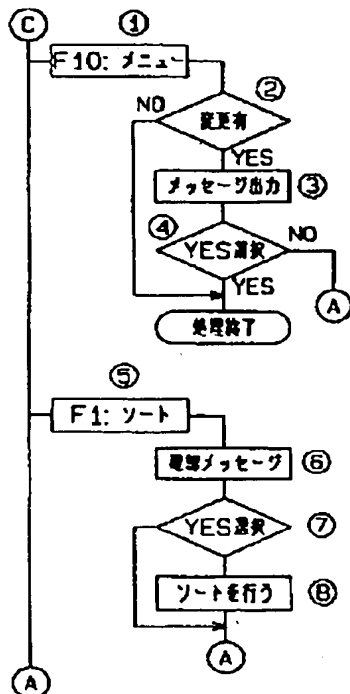 C
①
F10: メニュー
②
NO
変更有
YES
メッセージ出力 ③
④
YES選択
NO
YES
A
処理終了
⑤
F1: ソート
確認メッセージ ⑥
YES選択 ⑦
ソートを行う ⑧
A
A